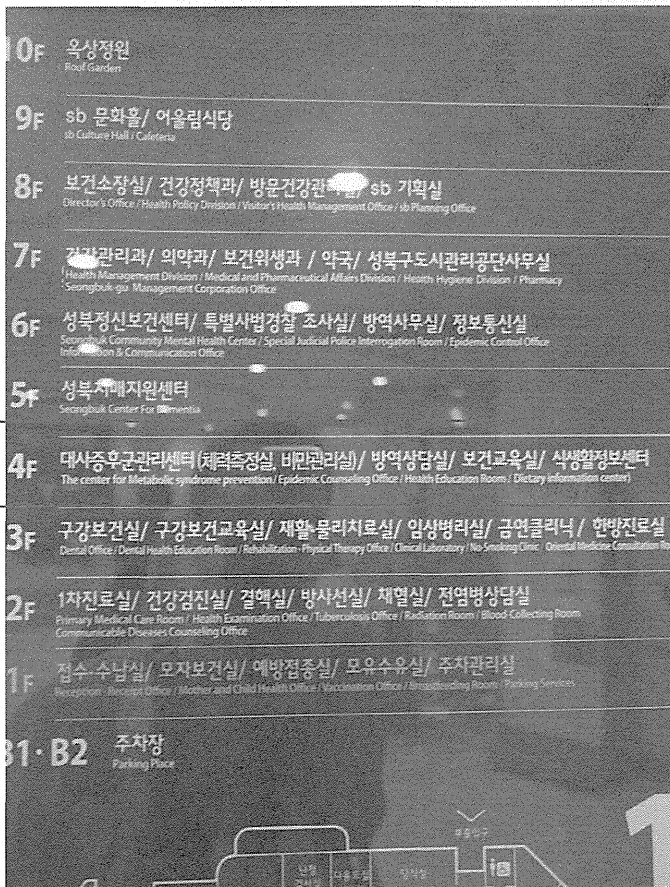 10F 옥상정원
Roof Garden
9F sb 문화홀/ 어울림식당
sb Culture Hall / Cafeteria
8F 보건소장실/ 건강정책과/ 방문건강관리실/ sb 기획실
Director's Office / Health Policy Division / Visitor's Health Management Office / sb Planning Office
7F 건강관리과/ 의약과/ 보건위생과 / 약국/ 성북구도시관리공단사무실
Health Management Division / Medical and Pharmaceutical Affairs Division / Health Hygiene Division / Pharmacy
Seongbuk-gu Management Corporation Office
6F 성북정신보건센터/ 특별사법경찰 조사실/ 방역사무실/ 정보통신실
Seongbuk Community Mental Health Center / Special Judicial Police Interrogation Room / Epidemic Control Office
Information & Communication Office
5F 성북치매지원센터
Seongbuk Center For Dementia
4F 대사증후군관리센터(체력측정실, 비만관리실)/ 방역상담실/ 보건교육실/ 식생활정보센터
The center for Metabolic syndrome prevention / Epidemic Counseling Office / Health Education Room / Dietary information center)
3F 구강보건실/ 구강보건교육실/ 재활·물리치료실/ 임상병리실/ 금연클리닉 / 한방진료실
Dental Office / Dental Health Education Room / Rehabilitation · Physical Therapy Office / Clinical Laboratory / No-Smoking Clinic / Oriental Medicine Consultation
2F 1차진료실/ 건강검진실/ 결핵실/ 방사선실/ 채혈실/ 전염병상담실
Primary Medical Care Room / Health Examination Office / Tuberculosis Office / Radiation Room / Blood-Collecting Room
Communicable Diseases Counseling Office
1F 접수·수납실/ 모자보건실/ 예방접종실/ 모유수유실/ 주차관리실
Reception · Receipt Office / Mother and Child Health Office / Vaccination Office / Breastfeeding Room / Parking Services
B1·B2 주차장
Parking Place
1